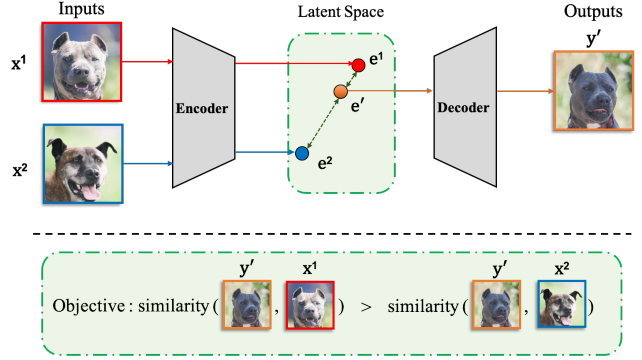 Inputs
Latent Space
Outputs
y′
x¹
e¹
Encoder
e′
Decoder
x²
e²
y′ x¹ y′ x²
Objective : similarity ( , ) > similarity ( , )